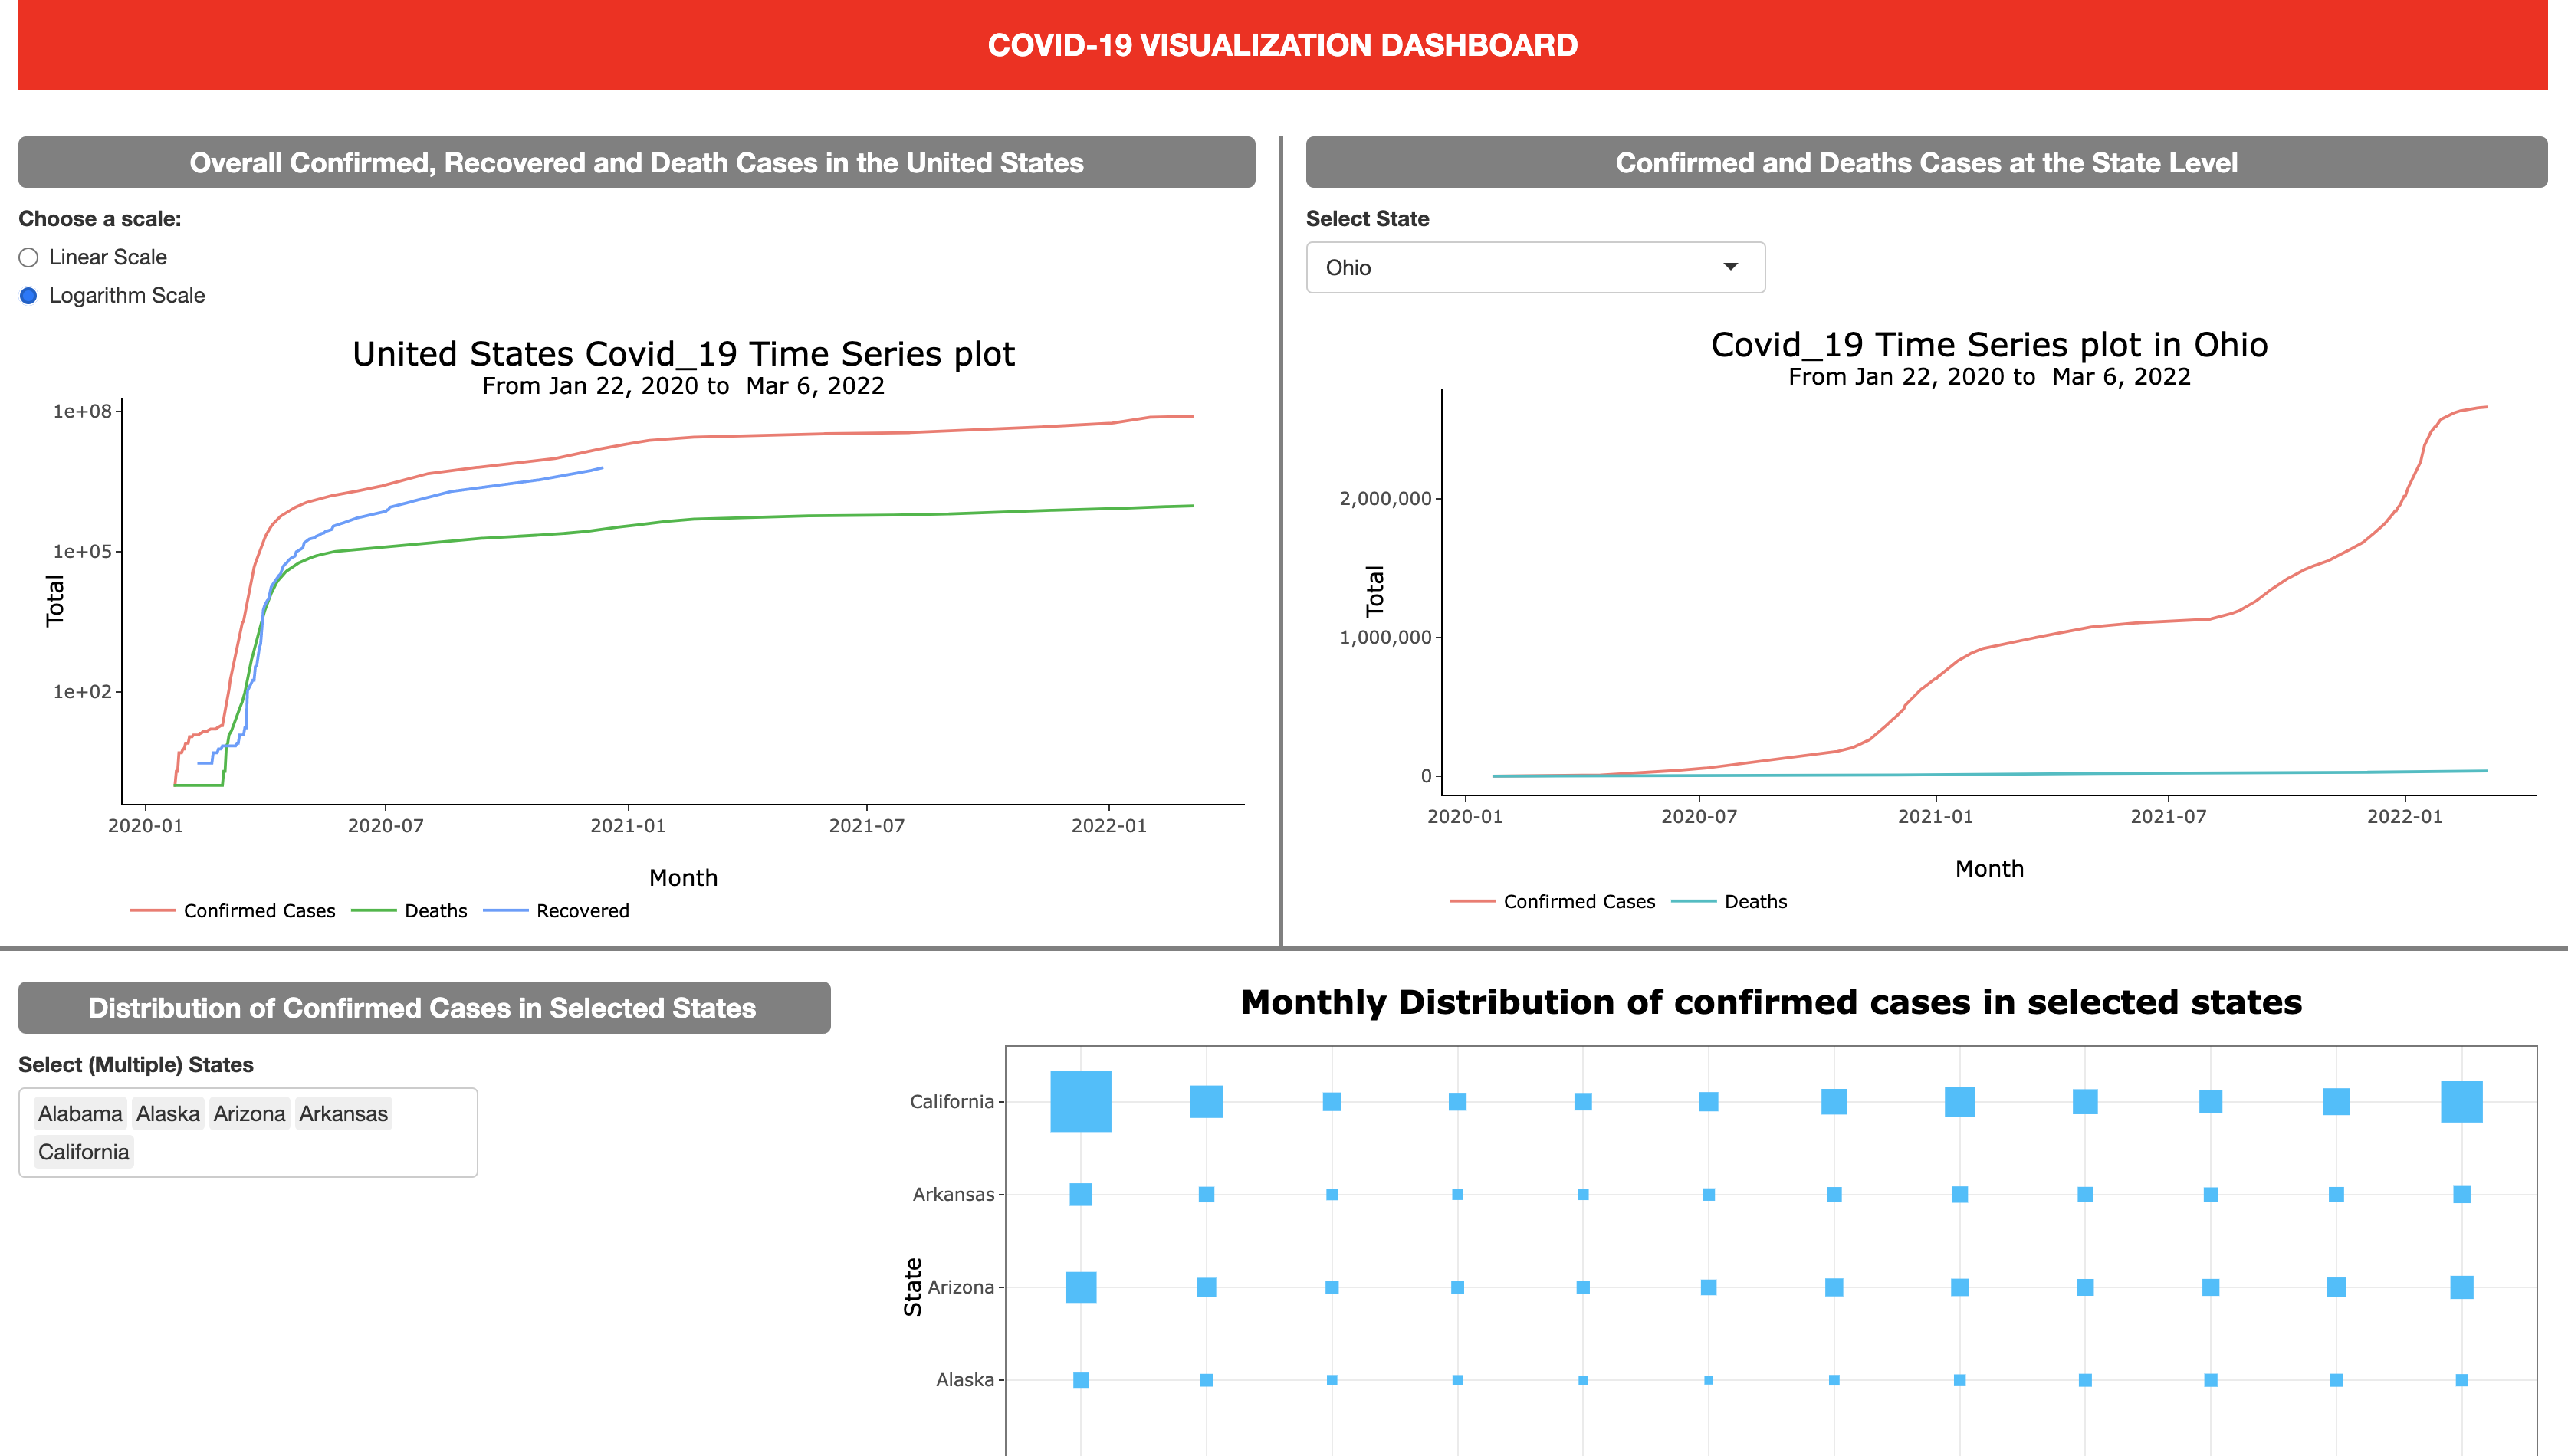 COVID-19 VISUALIZATION DASHBOARD
Overall Confirmed, Recovered and Death Cases in the United States
Choose a scale:
Linear Scale
Logarithm Scale
United States Covid_19 Time Series plot
From Jan 22, 2020 to  Mar 6, 2022
1e+08
1e+05
1e+02
Total
2020-01 2020-07 2021-01 2021-07 2022-01
Month
Confirmed Cases Deaths Recovered
Confirmed and Deaths Cases at the State Level
Select State
Ohio
Covid_19 Time Series plot in Ohio
From Jan 22, 2020 to  Mar 6, 2022
2,000,000
1,000,000
0
Total
2020-01 2020-07 2021-01 2021-07 2022-01
Month
Confirmed Cases Deaths
Distribution of Confirmed Cases in Selected States
Select (Multiple) States
Alabama Alaska Arizona Arkansas
California
Monthly Distribution of confirmed cases in selected states
California
Arkansas
Arizona
Alaska
State